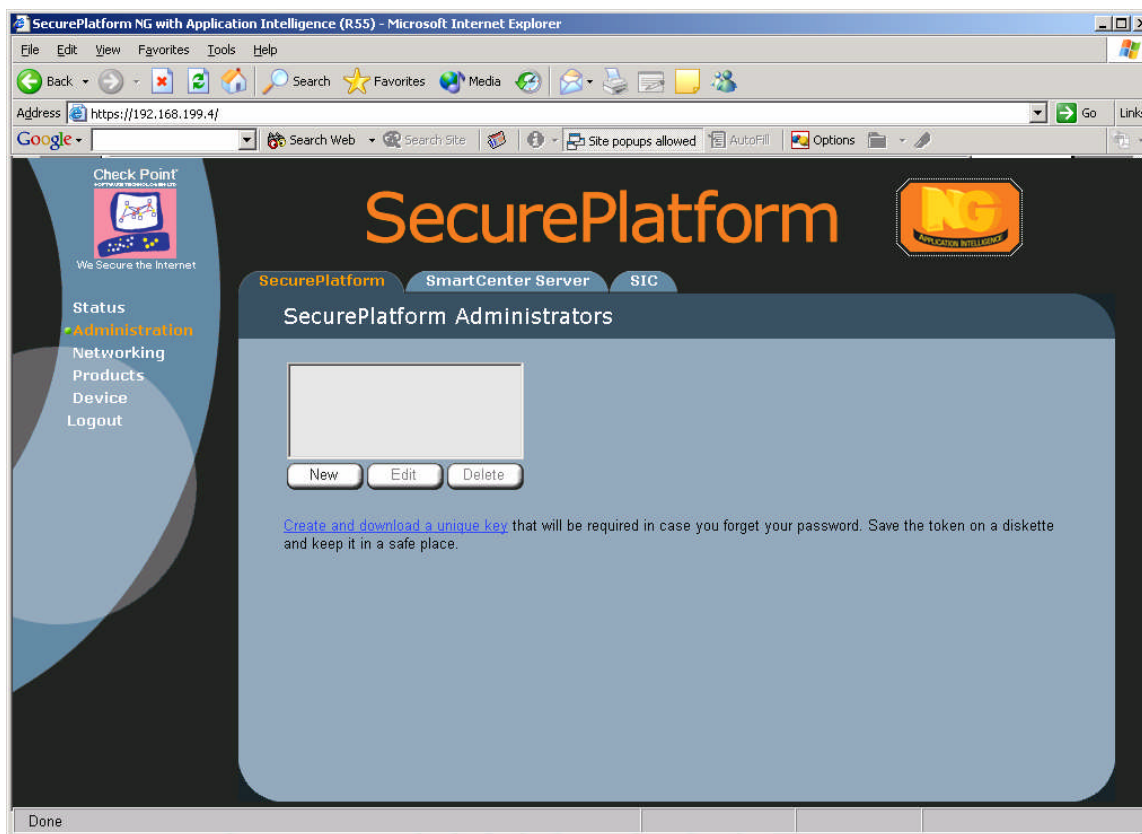 SecurePlatform NG with Application Intelligence (R55) - Microsoft Internet Explorer
File Edit View Favorites Tools Help
Back Search Favorites Media
Address https://192.168.199.4/ Go Links
Google Search Web Search Site Site popups allowed AutoFill Options
Check Point
SOFTWARE TECHNOLOGIES LTD.
We Secure the Internet
SecurePlatform
NG
APPLICATION INTELLIGENCE
SecurePlatform SmartCenter Server SIC
Status
Administration
Networking
Products
Device
Logout
SecurePlatform Administrators
New Edit Delete
Create and download a unique key that will be required in case you forget your password. Save the token on a diskette
and keep it in a safe place.
Done